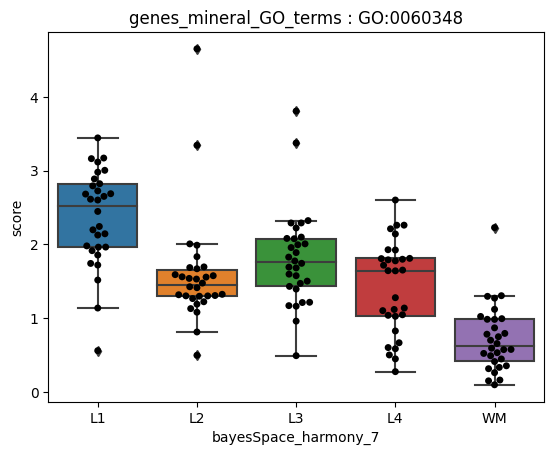 genes_mineral_GO_terms : GO:0060348
4
3
2
1
0
score
L1 L2 L3 L4 WM
bayesSpace_harmony_7